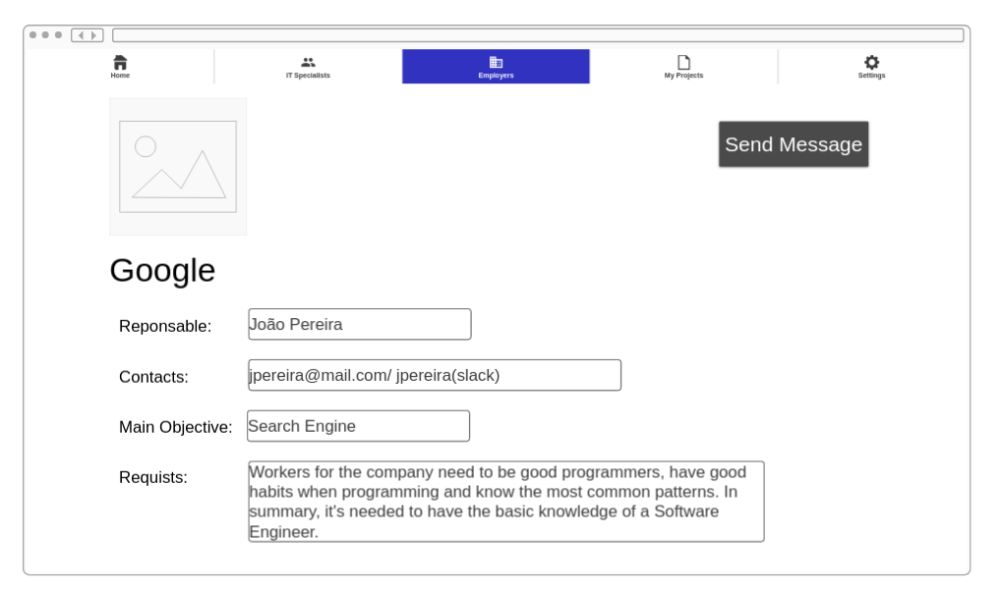 Home
IT Specialists
Employers
My Projects
Settings
Send Message
Google
Reponsable:
João Pereira
Contacts:
jpereira@mail.com/ jpereira(slack)
Main Objective:
Search Engine
Requists:
Workers for the company need to be good programmers, have good
habits when programming and know the most common patterns. In
summary, it's needed to have the basic knowledge of a Software
Engineer.